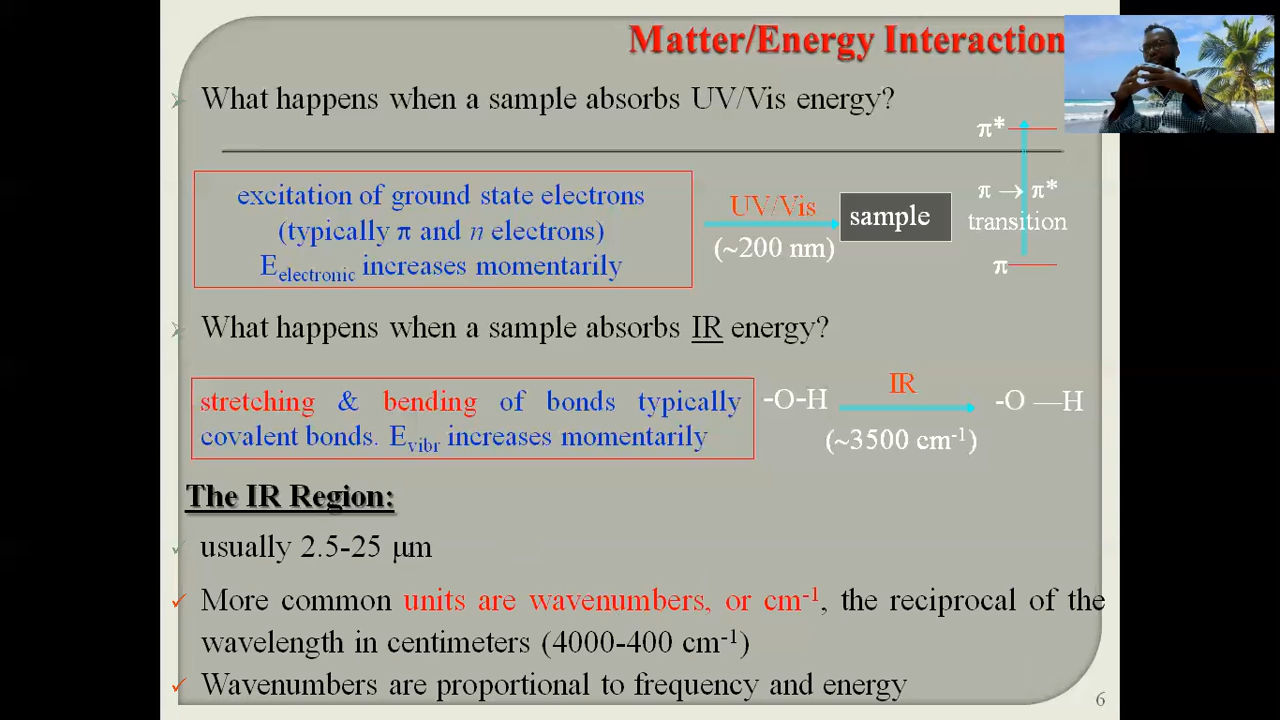 Matter/Energy Interaction
What happens when a sample absorbs UV/Vis energy?
π*
excitation of ground state electrons
(typically π and n electrons)
E electronic increases momentarily
UV/Vis
(~200 nm)
sample
π → π*
transition
π
What happens when a sample absorbs IR energy?
stretching & bending of bonds typically
covalent bonds. E vibr increases momentarily
-O-H
IR
(~3500 cm-1)
-O —H
The IR Region:
usually 2.5-25 μm
More common units are wavenumbers, or cm-1, the reciprocal of the
wavelength in centimeters (4000-400 cm-1)
Wavenumbers are proportional to frequency and energy
6